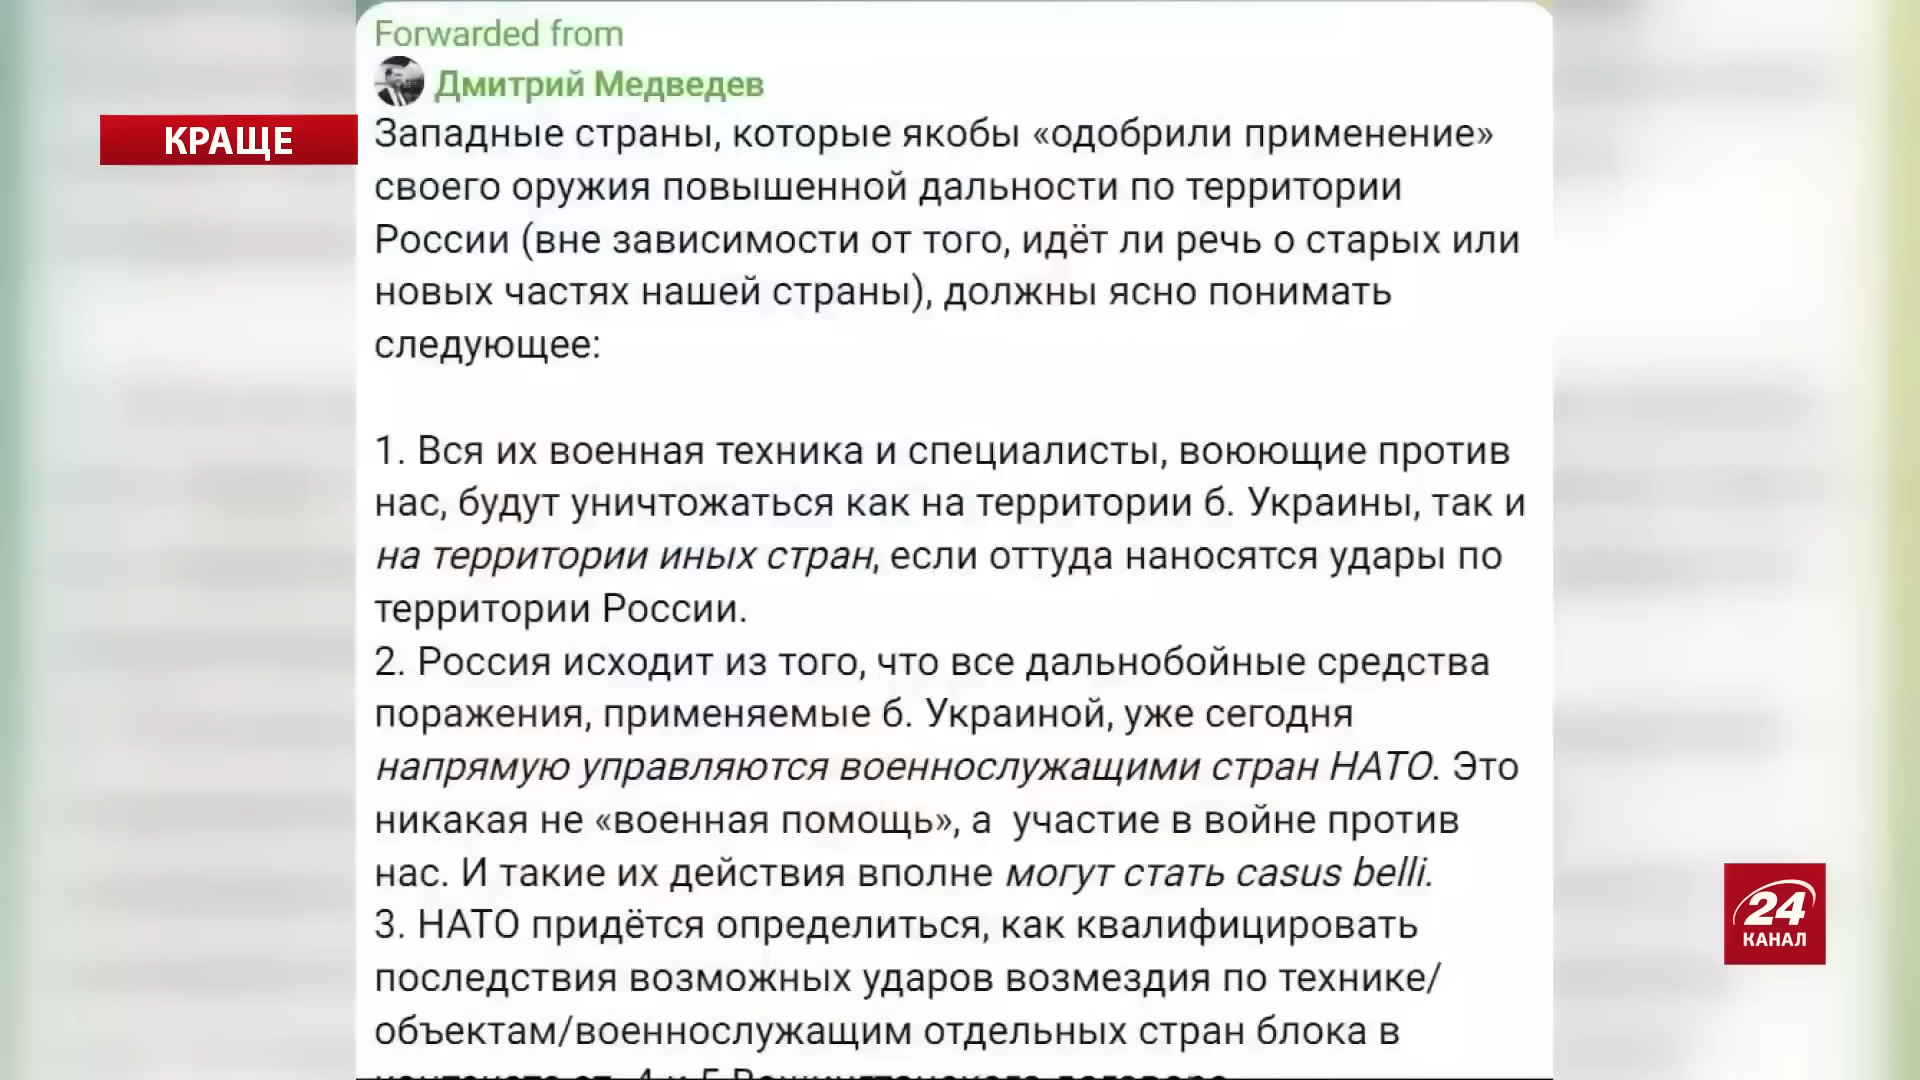 Forwarded from
Дмитрий Медведев
КРАЩЕ
Западные страны, которые якобы «одобрили применение»
своего оружия повышенной дальности по территории
России (вне зависимости от того, идёт ли речь о старых или
новых частях нашей страны), должны ясно понимать
следующее:
1. Вся их военная техника и специалисты, воюющие против
нас, будут уничтожаться как на территории б. Украины, так и
на территории иных стран, если оттуда наносятся удары по
территории России.
2. Россия исходит из того, что все дальнобойные средства
поражения, применяемые б. Украиной, уже сегодня
напрямую управляются военнослужащими стран НАТО. Это
никакая не «военная помощь», а участие в войне против
нас. И такие их действия вполне могут стать casus belli.
3. НАТО придётся определиться, как квалифицировать
последствия возможных ударов возмездия по технике/
объектам/военнослужащим отдельных стран блока в
24
КАНАЛ